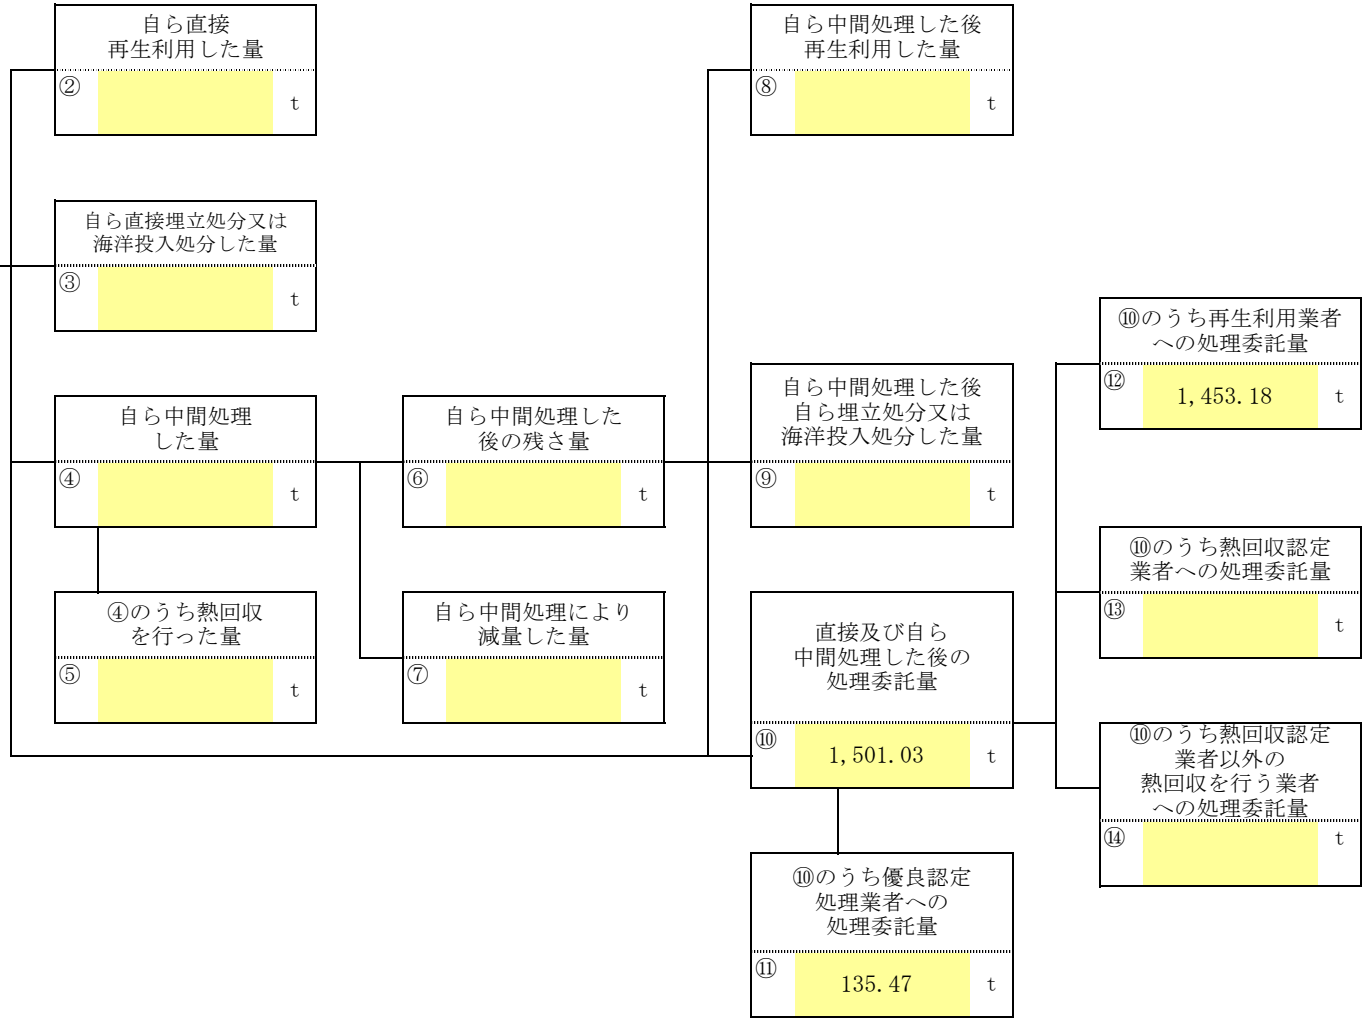 自ら直接
再生利用した量
②
t
自ら中間処理した後
再生利用した量
⑧
t
自ら直接埋立処分又は
海洋投入処分した量
③
t
⑩のうち再生利用業者
への処理委託量
⑫
1,453.18
t
自ら中間処理
した量
④
t
自ら中間処理した
後の残さ量
⑥
t
自ら中間処理した後
自ら埋立処分又は
海洋投入処分した量
⑨
t
⑩のうち熱回収認定
業者への処理委託量
⑬
t
④のうち熱回収
を行った量
⑤
t
自ら中間処理により
減量した量
⑦
t
直接及び自ら
中間処理した後の
処理委託量
⑩
1,501.03
t
⑩のうち熱回収認定
業者以外の
熱回収を行う業者
への処理委託量
⑭
t
⑩のうち優良認定
処理業者への
処理委託量
⑪
135.47
t